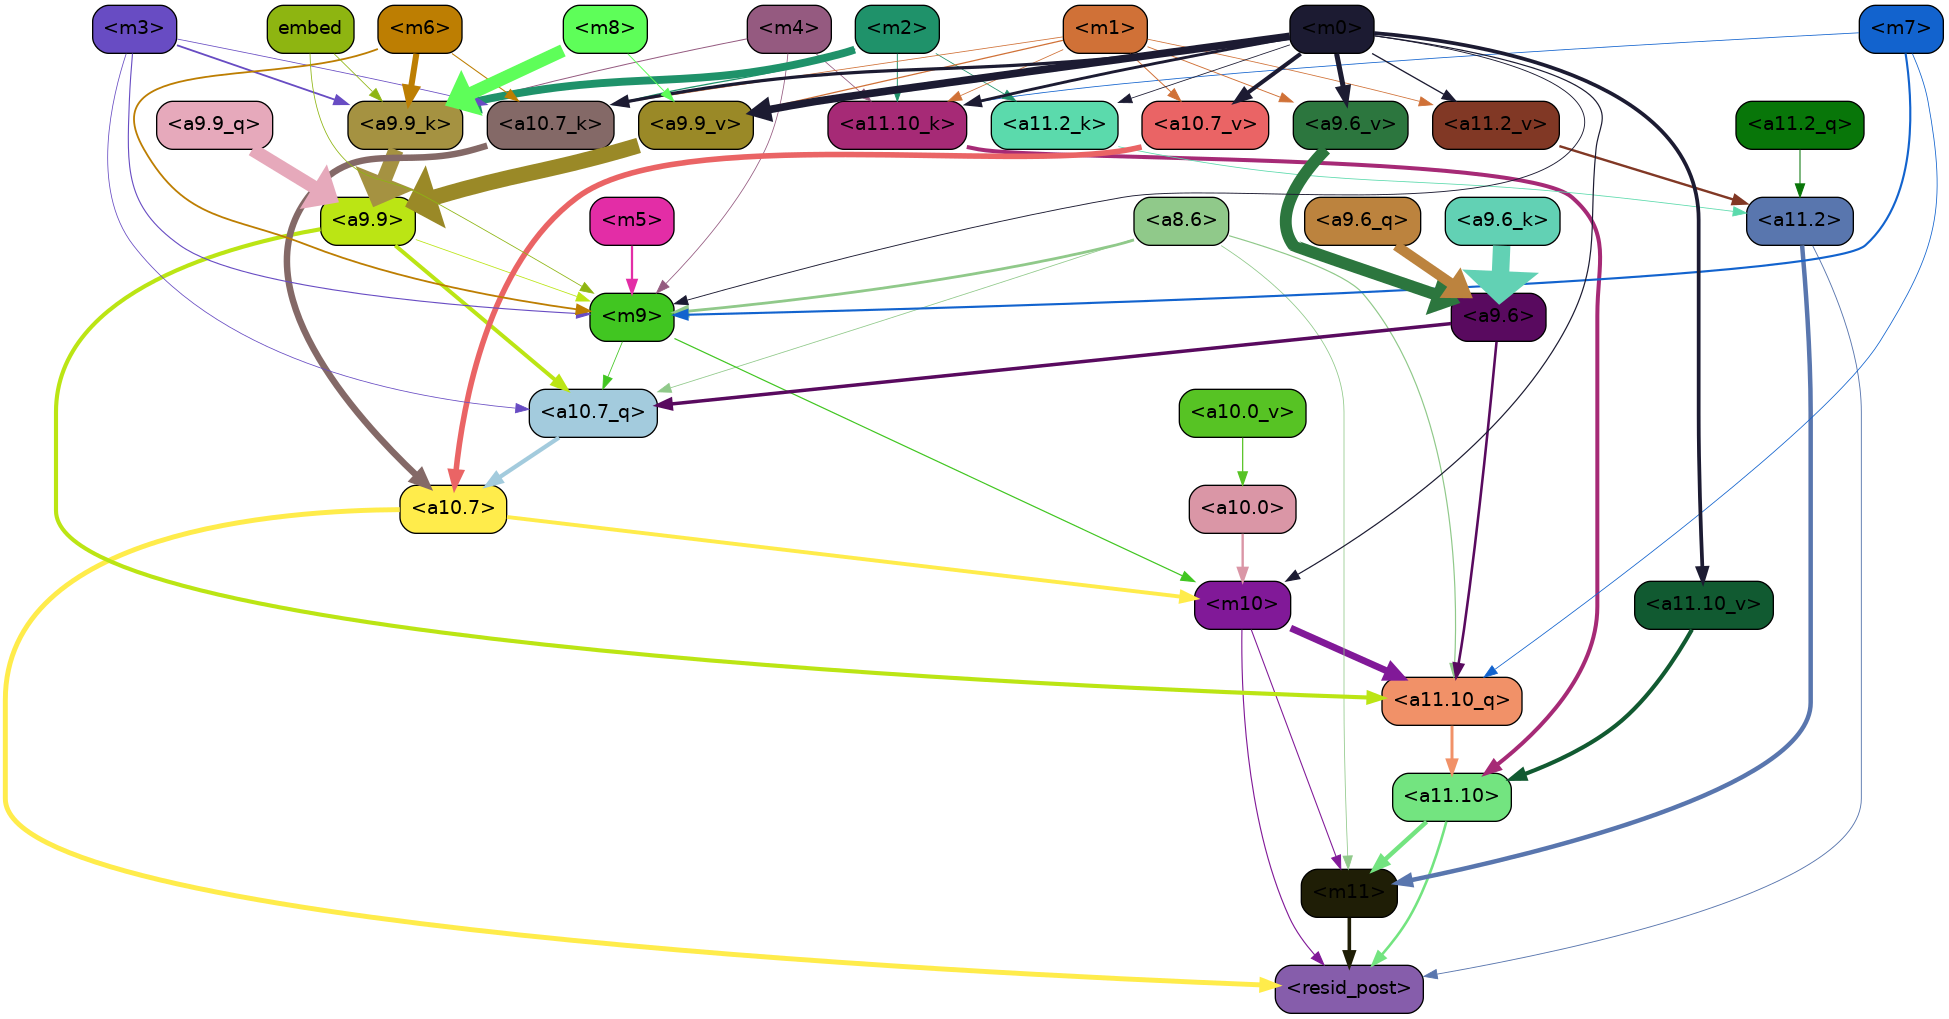 <m3>
embed
<m6>
<m8>
<m4>
<m2>
<m1>
<m0>
<m7>
<a9.9_q>
<a9.9_k>
<a10.7_k>
<a9.9_v>
<a11.10_k>
<a11.2_k>
<a10.7_v>
<a9.6_v>
<a11.2_v>
<a11.2_q>
<a9.9>
<m5>
<a8.6>
<a9.6_q>
<a9.6_k>
<a11.2>
<m9>
<a9.6>
<a10.7_q>
<a10.0_v>
<a10.7>
<a10.0>
<m10>
<a11.10_v>
<a11.10_q>
<a11.10>
<m11>
<resid_post>